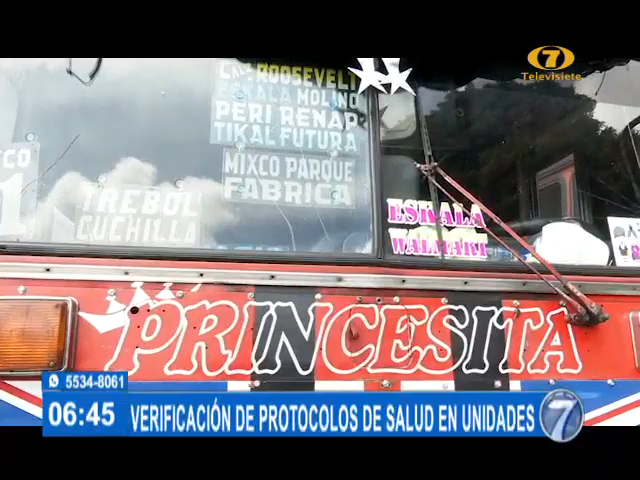 7
Televisiete
CALZ. ROOSEVELT
ESKALA MOLINO
PERI RENAP
TIKAL FUTURA
MIXCO PARQUE
FABRICA
TREBOL
CUCHILLA
ESKALA
WALMART
PRINCESITA
5534-8061
06:45
VERIFICACIÓN DE PROTOCOLOS DE SALUD EN UNIDADES
7